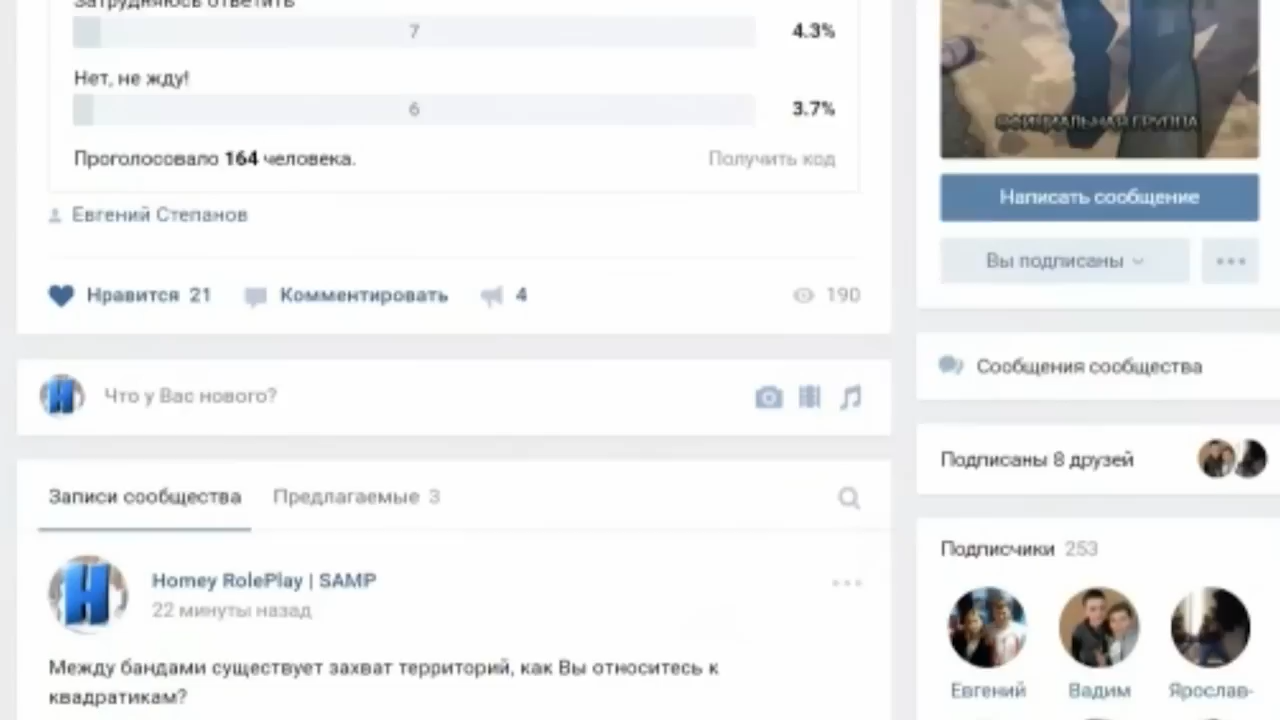 Затрудняюсь ответить
7
4.3%
Нет, не жду!
6
3.7%
Проголосовало 164 человека.
Получить код
Евгений Степанов
Нравится 21
Комментировать
4
190
Что у Вас нового?
Записи сообщества
Предлагаемые 3
Homey RolePlay | SAMP
22 минуты назад
Между бандами существует захват территорий, как Вы относитесь к
квадратикам?
ОФИЦИАЛЬНАЯ ГРУППА
Написать сообщение
Вы подписаны
Сообщения сообщества
Подписаны 8 друзей
Подписчики 253
Евгений
Вадим
Ярослав-